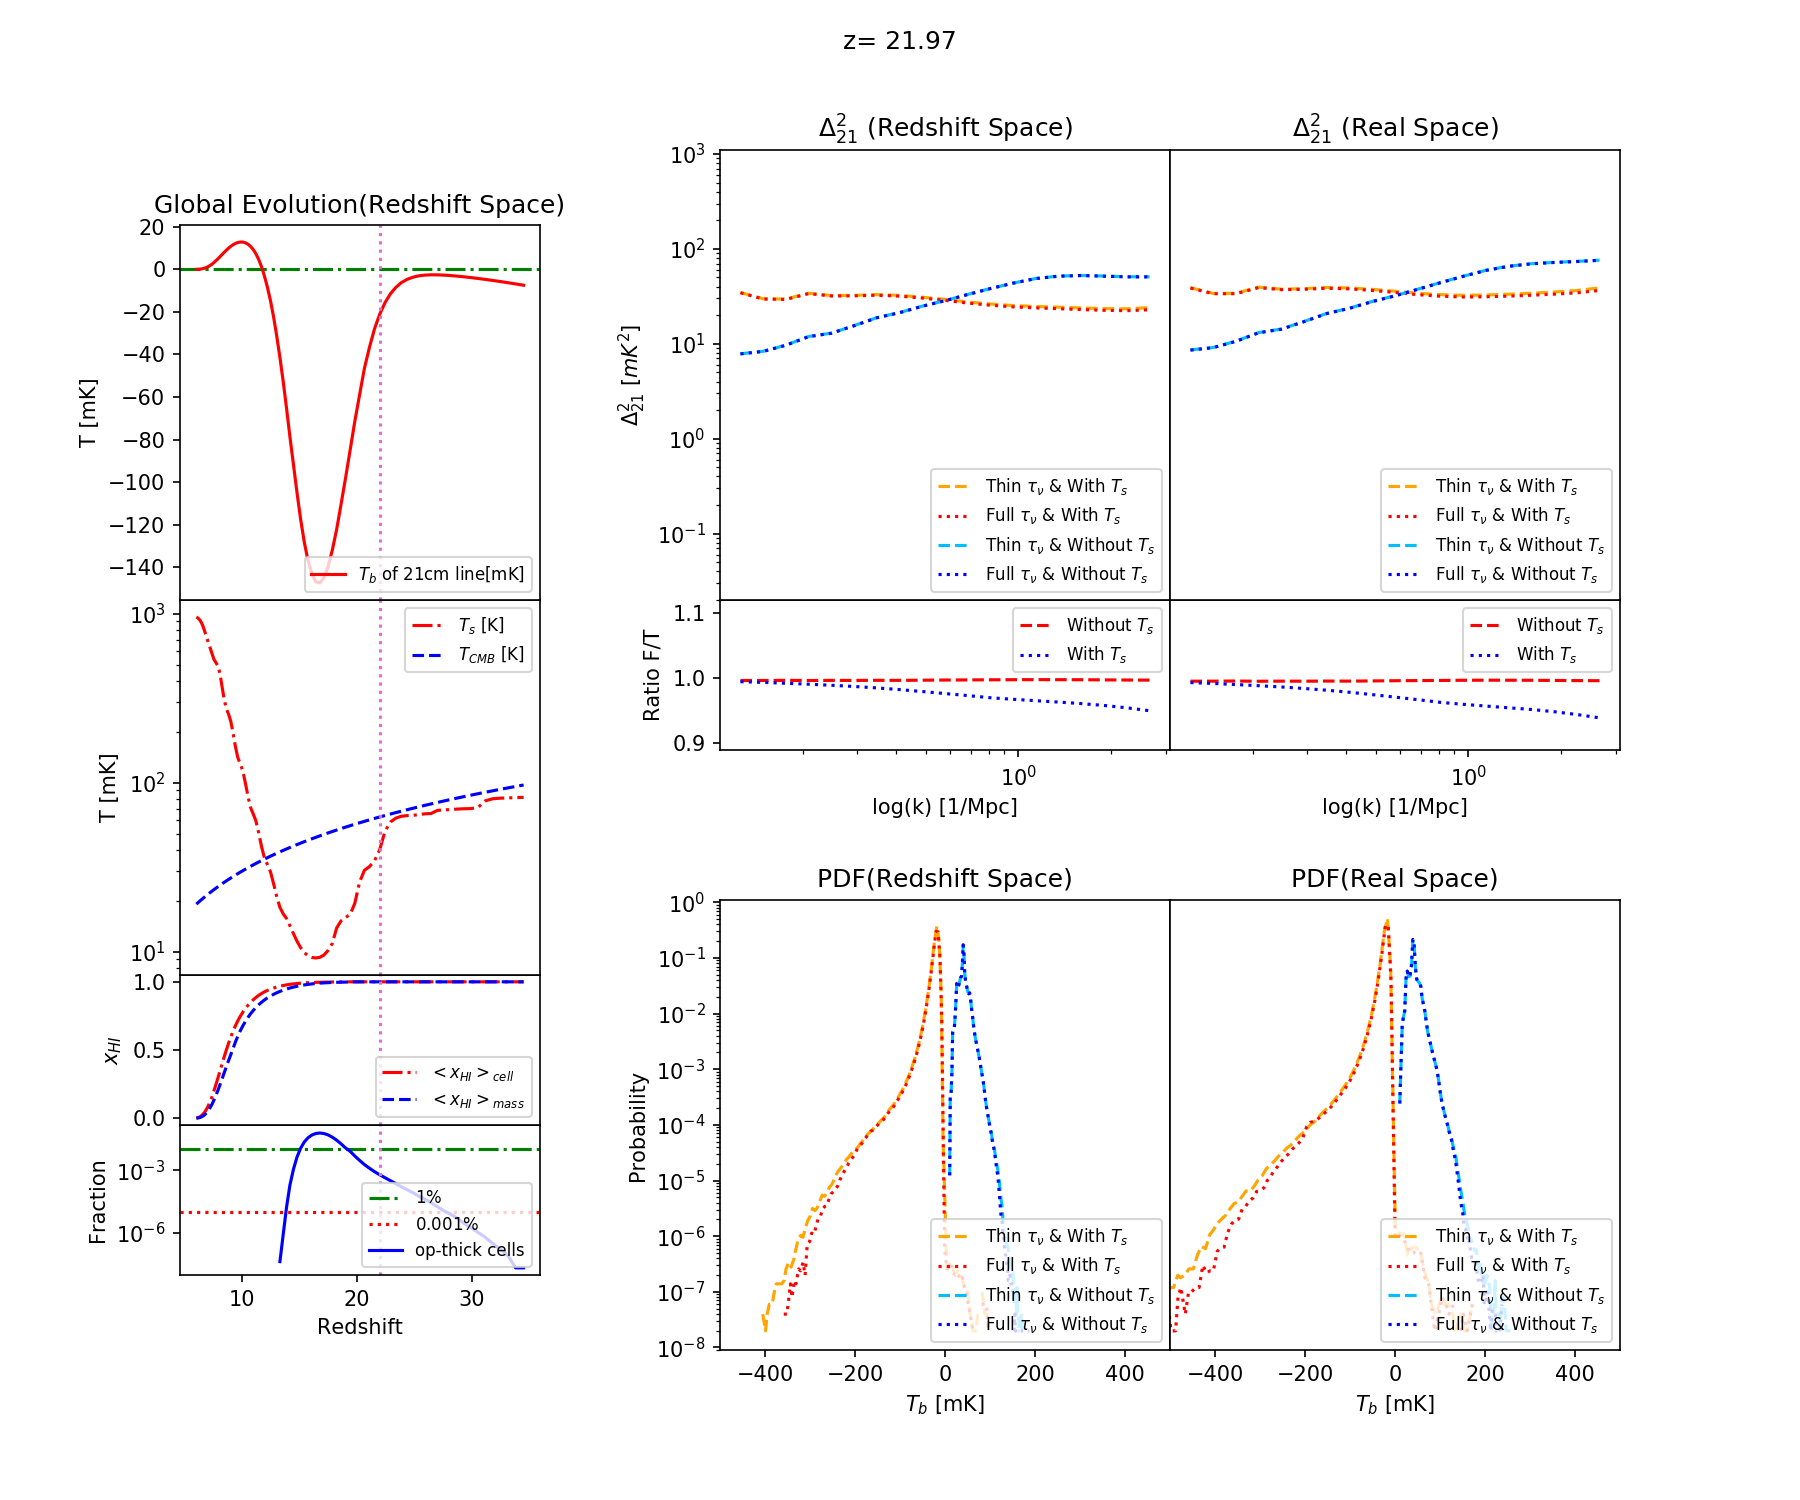 z= 21.97
Global Evolution(Redshift Space)
20
0
−20
−40
−60
−80
−100
−120
−140
T [mK]
T_b of 21cm line[mK]
10^3
10^2
10^1
T [mK]
T_s [K]
T_CMB [K]
1.0
0.5
0.0
x_HI
< x_HI >_cell
< x_HI >_mass
10^−3
10^−6
Fraction
1%
0.001%
op-thick cells
10
20
30
Redshift
Δ^2_21 (Redshift Space)
Δ^2_21 (Real Space)
10^3
10^2
10^1
10^0
10^−1
Δ^2_21 [mK^2]
Thin τ_ν & With T_s
Full τ_ν & With T_s
Thin τ_ν & Without T_s
Full τ_ν & Without T_s
Thin τ_ν & With T_s
Full τ_ν & With T_s
Thin τ_ν & Without T_s
Full τ_ν & Without T_s
1.1
1.0
0.9
Ratio F/T
Without T_s
With T_s
Without T_s
With T_s
10^0
10^0
log(k) [1/Mpc]
log(k) [1/Mpc]
PDF(Redshift Space)
PDF(Real Space)
10^0
10^−1
10^−2
10^−3
10^−4
10^−5
10^−6
10^−7
10^−8
Probability
Thin τ_ν & With T_s
Full τ_ν & With T_s
Thin τ_ν & Without T_s
Full τ_ν & Without T_s
Thin τ_ν & With T_s
Full τ_ν & With T_s
Thin τ_ν & Without T_s
Full τ_ν & Without T_s
−400
−200
0
200
400
−400
−200
0
200
400
T_b [mK]
T_b [mK]